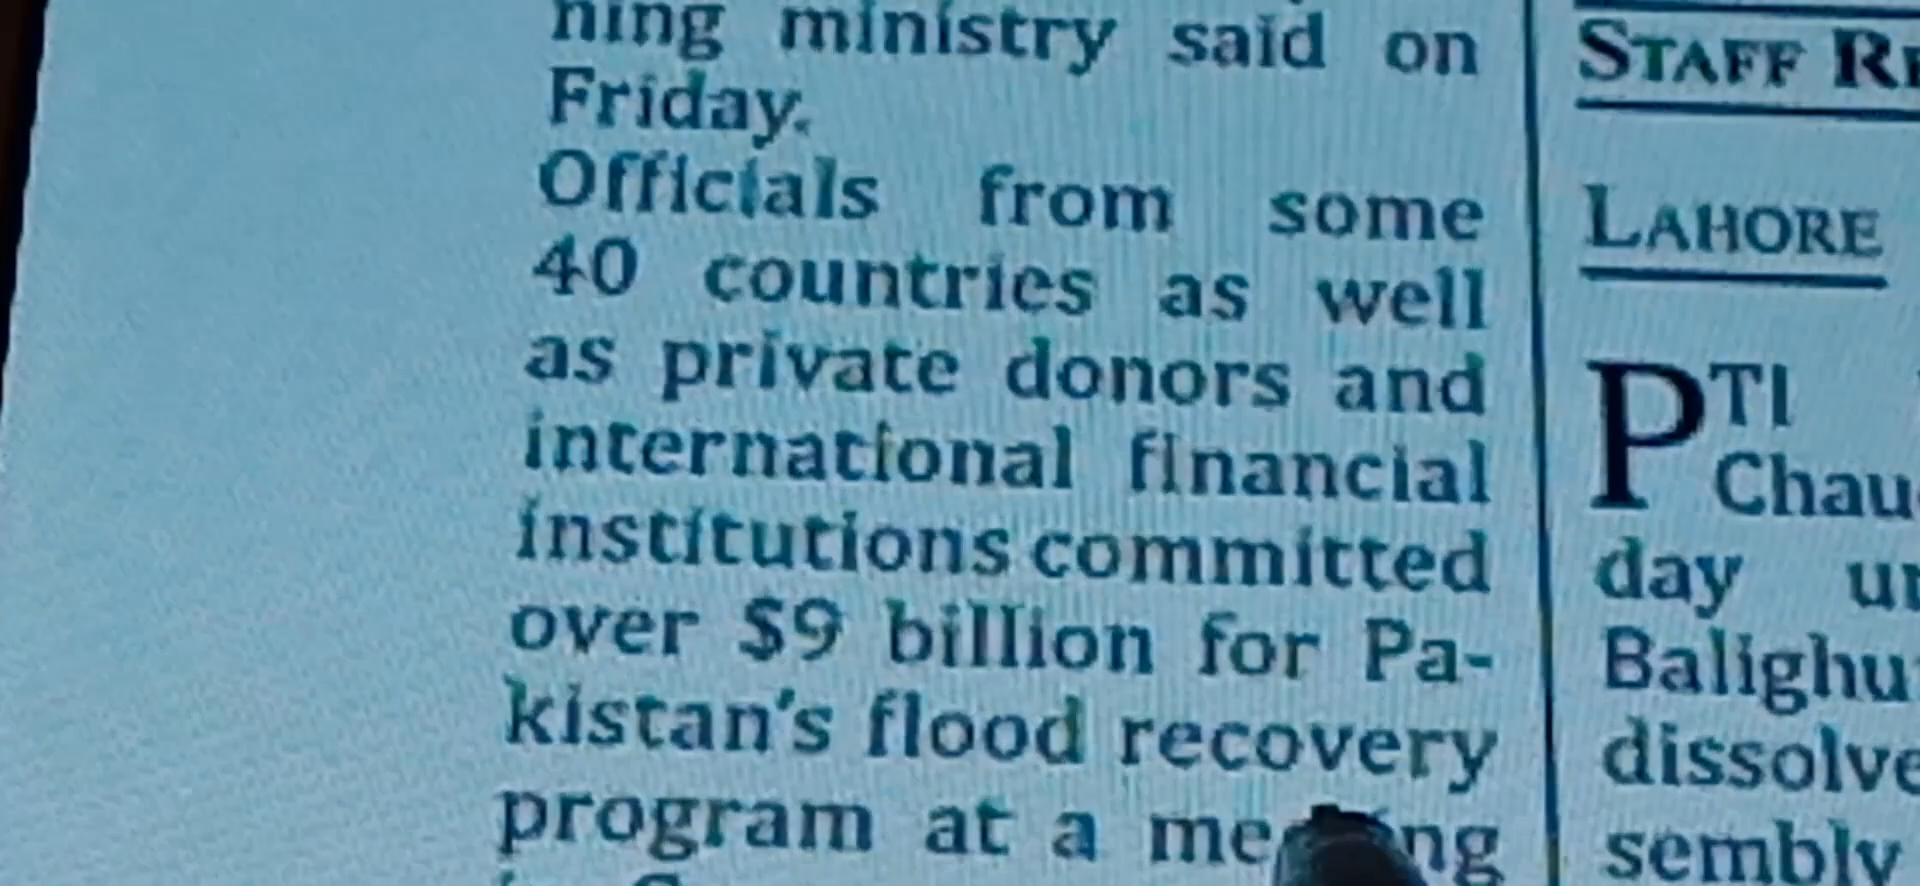 ning ministry said on
Friday.
Officials from some
40 countries as well
as private donors and
international financial
institutions committed
over $9 billion for Pa-
kistan's flood recovery
program at a
STAFF
LAHORE
PTI
Chau
day
Balighu
dissolve
sembly